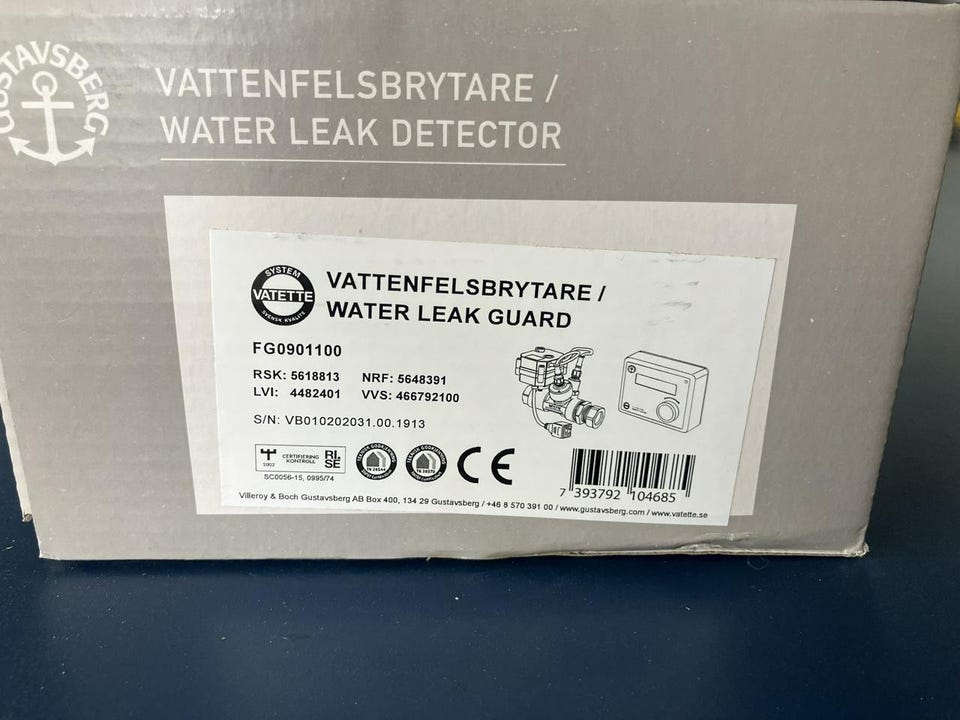 GUSTAVSBERG
VATTENFELSBRYTARE /
WATER LEAK DETECTOR
SYSTEM
VATETTE
SVENSK KVALITE
VATTENFELSBRYTARE /
WATER LEAK GUARD
FG0901100
RSK: 5618813 NRF: 5648391
LVI: 4482401 VVS: 466792100
S/N: VB010202031.00.1913
1002 CERTIFIERING
KONTROLL
RI.
SE
SC0056-15, 0995/74
CE
7 393792 104685
Villeroy & Boch Gustavsberg AB Box 400, 134 29 Gustavsberg / +46 8 570 391 00 / www.gustavsberg.com / www.vatette.se